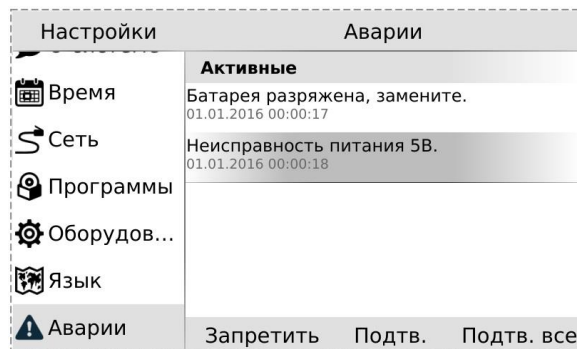 Настройки
Аварии
Время
Сеть
Программы
Оборудов...
Язык
Аварии
Активные
Батарея разряжена, замените.
01.01.2016 00:00:17
Неисправность питания 5В.
01.01.2016 00:00:18
Запретить
Подтв.
Подтв. все